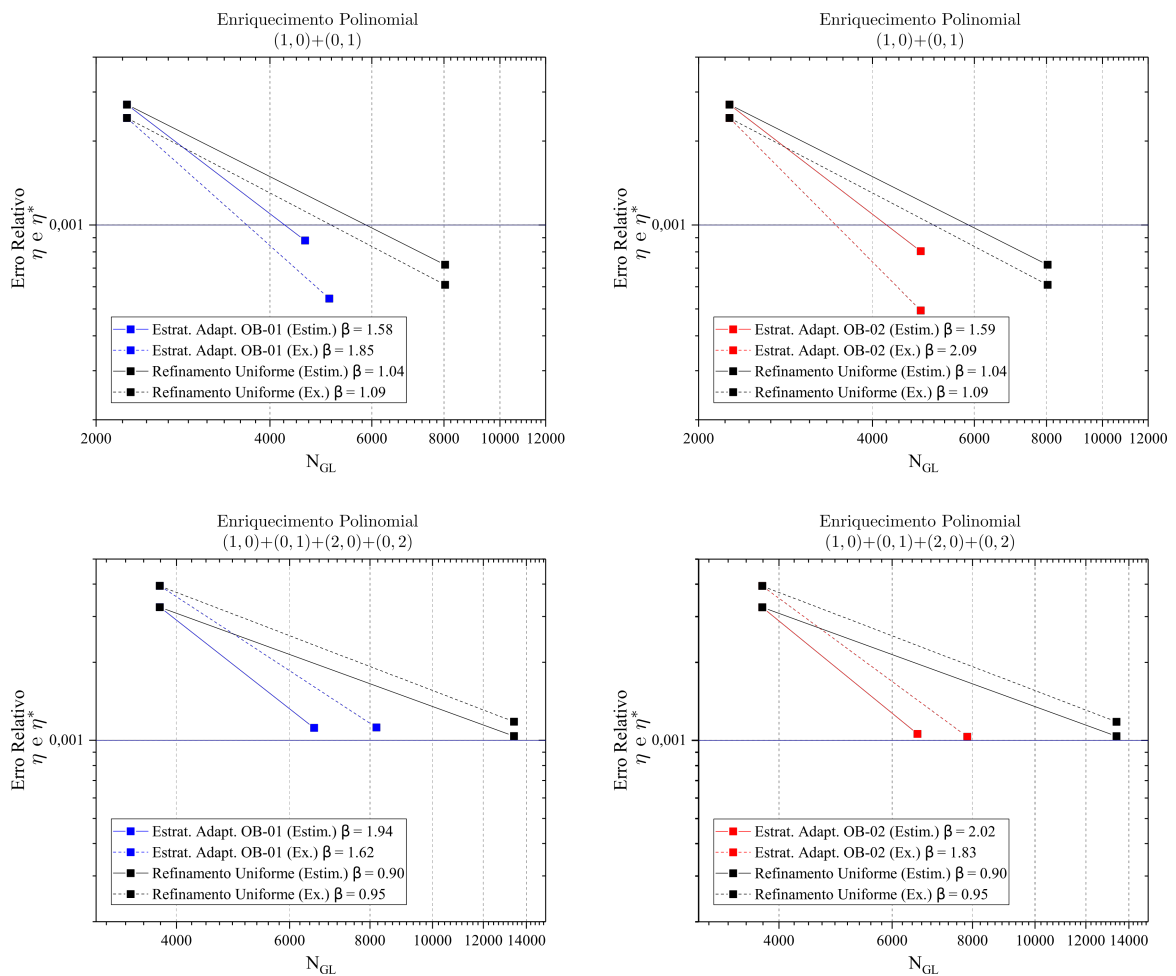 Enriquecimento Polinomial
(1, 0)+(0, 1)
Erro Relativo
η e η*
0,001
Estrat. Adapt. OB-01 (Estim.) β = 1.58
Estrat. Adapt. OB-01 (Ex.) β = 1.85
Refinamento Uniforme (Estim.) β = 1.04
Refinamento Uniforme (Ex.) β = 1.09
2000 4000 6000 8000 10000 12000
N_GL
Enriquecimento Polinomial
(1, 0)+(0, 1)
Erro Relativo
η e η*
0,001
Estrat. Adapt. OB-02 (Estim.) β = 1.59
Estrat. Adapt. OB-02 (Ex.) β = 2.09
Refinamento Uniforme (Estim.) β = 1.04
Refinamento Uniforme (Ex.) β = 1.09
2000 4000 6000 8000 10000 12000
N_GL
Enriquecimento Polinomial
(1, 0)+(0, 1)+(2, 0)+(0, 2)
Erro Relativo
η e η*
0,001
Estrat. Adapt. OB-01 (Estim.) β = 1.94
Estrat. Adapt. OB-01 (Ex.) β = 1.62
Refinamento Uniforme (Estim.) β = 0.90
Refinamento Uniforme (Ex.) β = 0.95
4000 6000 8000 10000 12000 14000
N_GL
Enriquecimento Polinomial
(1, 0)+(0, 1)+(2, 0)+(0, 2)
Erro Relativo
η e η*
0,001
Estrat. Adapt. OB-02 (Estim.) β = 2.02
Estrat. Adapt. OB-02 (Ex.) β = 1.83
Refinamento Uniforme (Estim.) β = 0.90
Refinamento Uniforme (Ex.) β = 0.95
4000 6000 8000 10000 12000 14000
N_GL